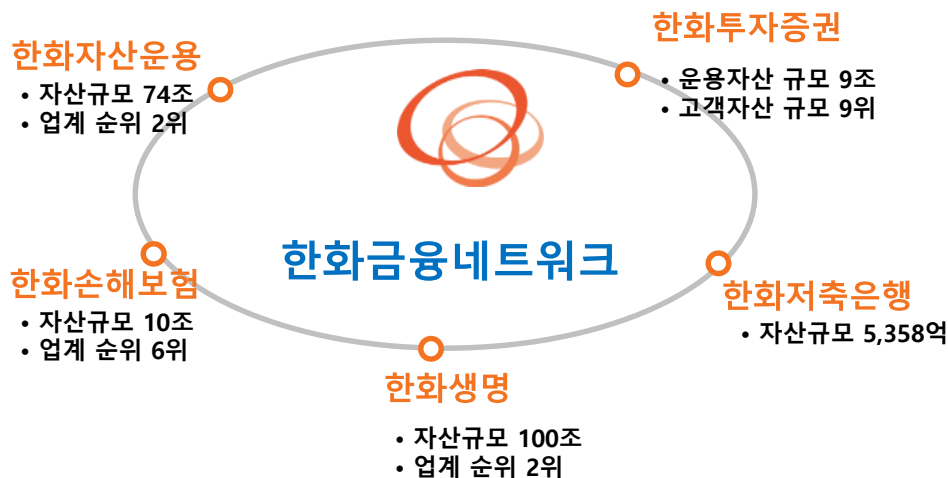 한화자산운용
• 자산규모 74조
• 업계 순위 2위
한화투자증권
• 운용자산 규모 9조
• 고객자산 규모 9위
한화금융네트워크
한화손해보험
• 자산규모 10조
• 업계 순위 6위
한화저축은행
• 자산규모 5,358억
한화생명
• 자산규모 100조
• 업계 순위 2위